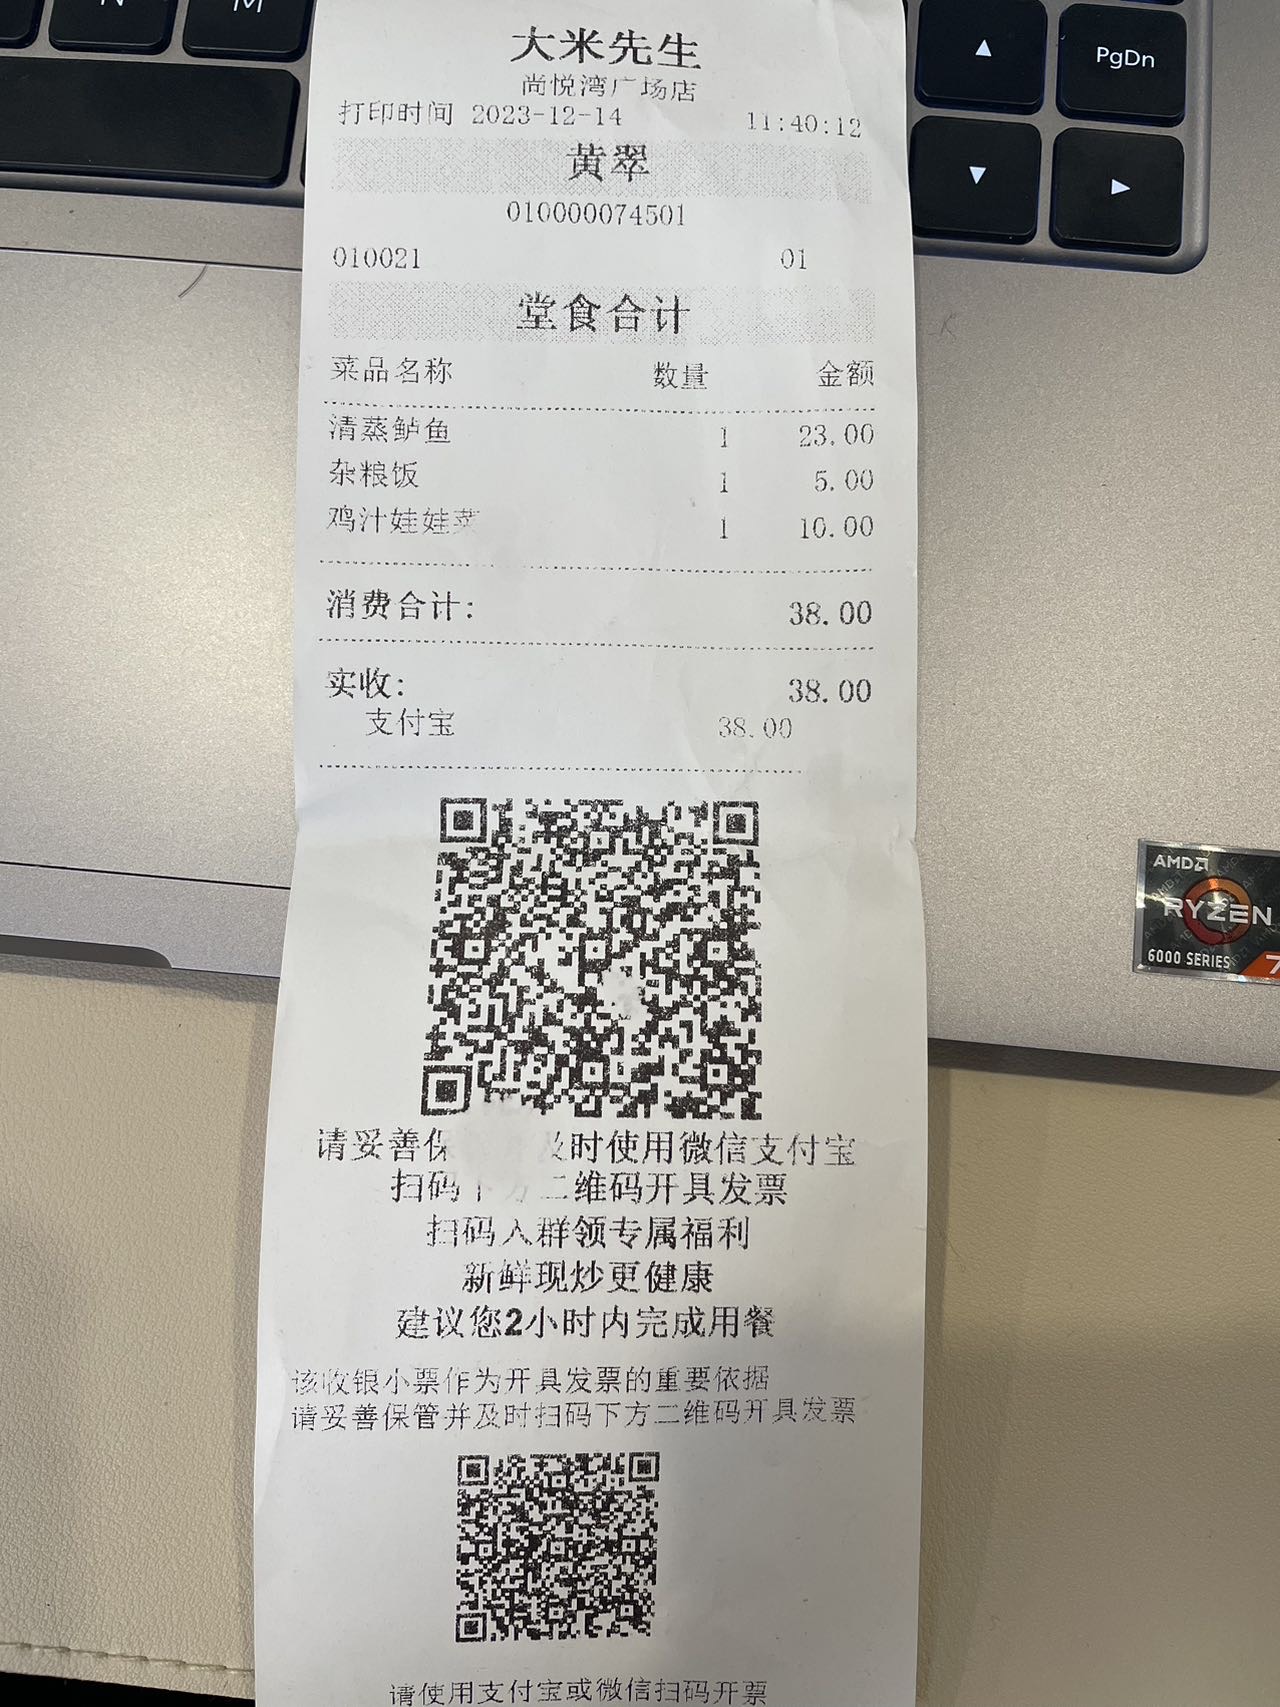 N M
PgDn
大米先生
尚悦湾广场店
打印时间 2023-12-14 11:40:12
黄翠
010000074501
010021 01
堂食合计
菜品名称 数量 金额
清蒸鲈鱼 1 23.00
杂粮饭 1 5.00
鸡汁娃娃菜 1 10.00
消费合计: 38.00
实收: 38.00
支付宝 38.00
AMD
RYZEN
6000 SERIES 7
请妥善保 及时使用微信支付宝
扫码下方二维码开具发票
扫码入群领专属福利
新鲜现炒更健康
建议您2小时内完成用餐
该收银小票作为开具发票的重要依据
请妥善保管并及时扫码下方二维码开具发票
请使用支付宝或微信扫码开票